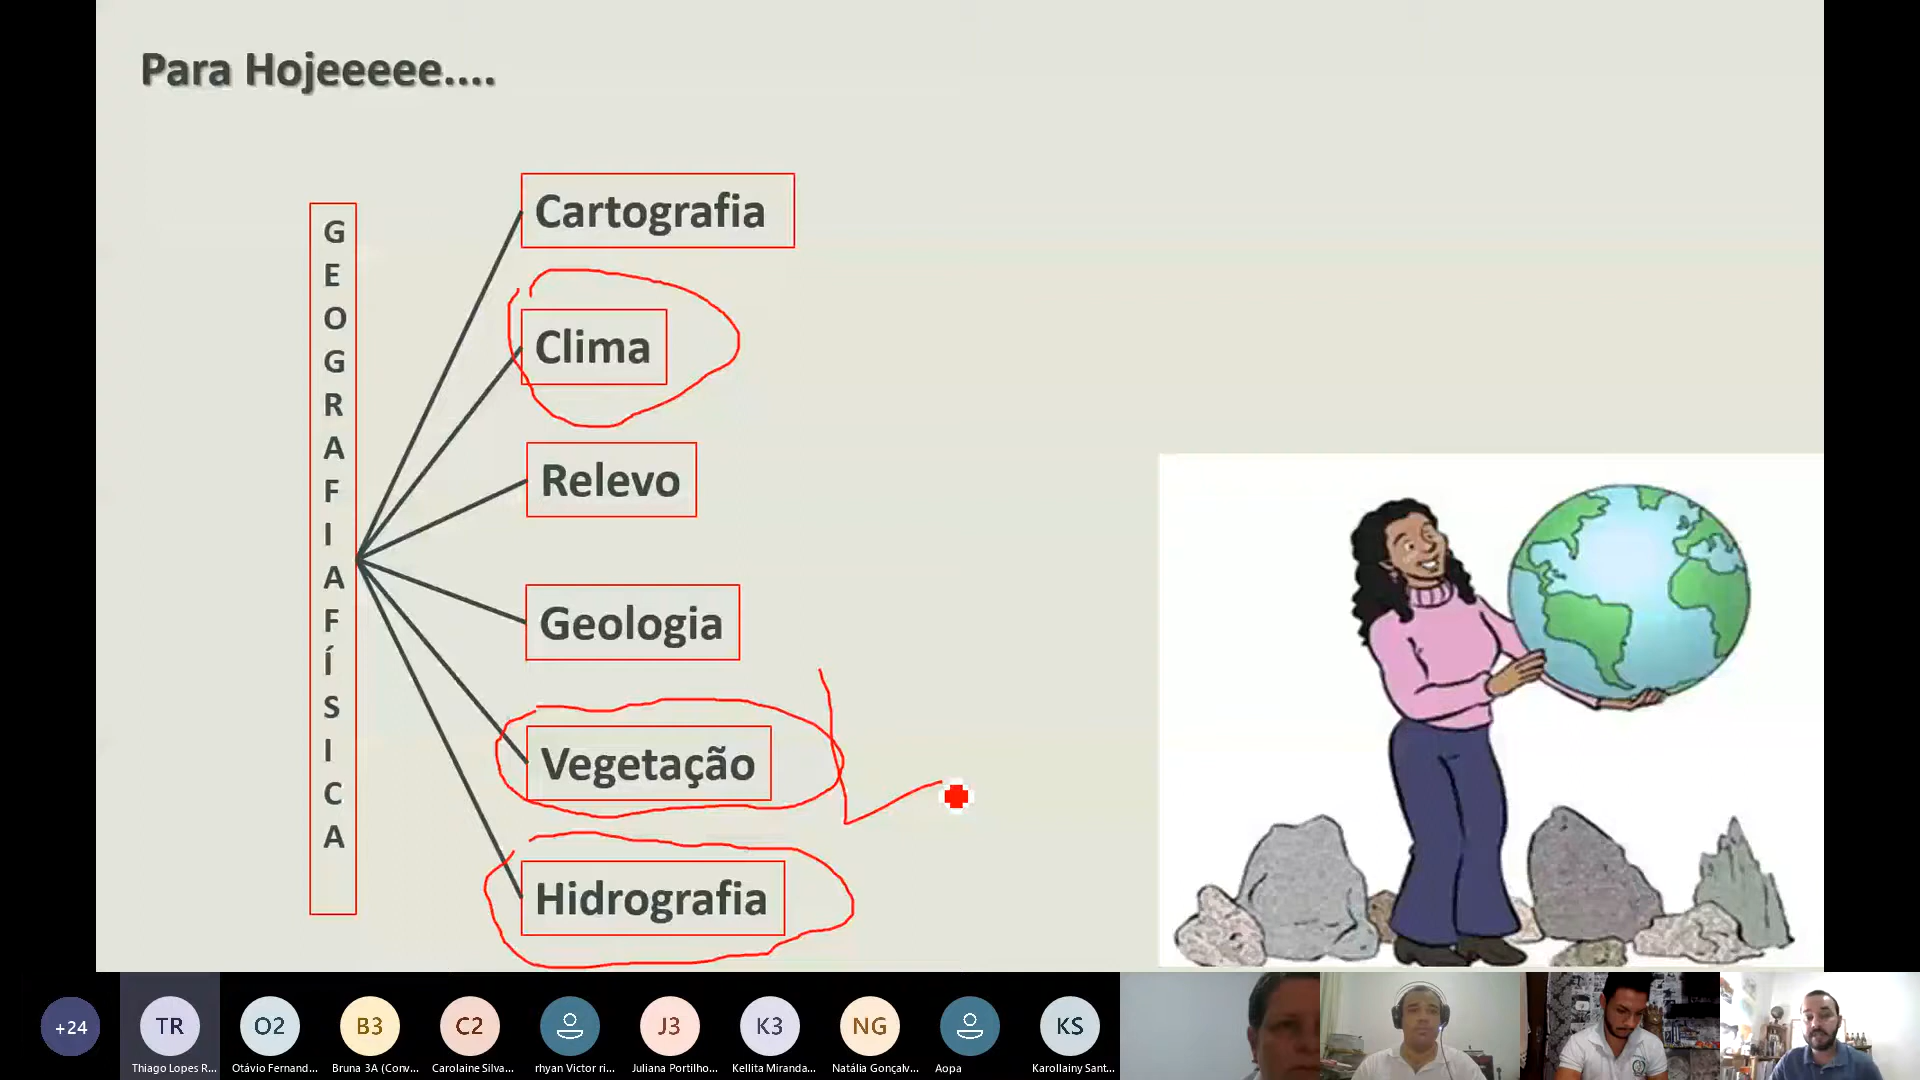 Para Hojeeeee....
G
E
O
G
R
A
F
I
A
F
Í
S
I
C
A
Cartografia
Clima
Relevo
Geologia
Vegetação
Hidrografia
+24
TR
O2
B3
C2
J3
K3
NG
KS
Thiago Lopes R...
Otávio Fernand...
Bruna 3A (Conv...
Carolaine Silva...
rhyan Victor ri...
Juliana Portilho...
Kellita Miranda...
Natália Gonçalv...
Aopa
Karollainy Sant...